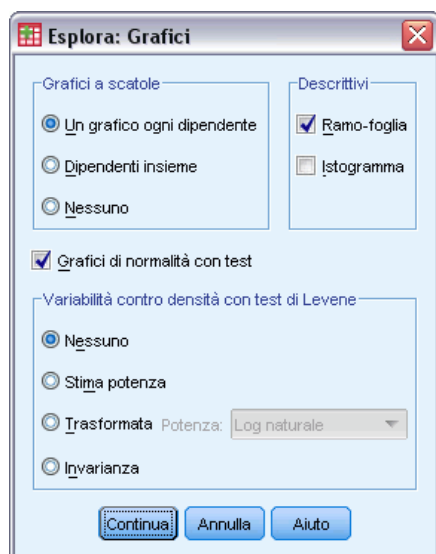 Esplora: Grafici
Grafici a scatole
Un grafico ogni dipendente
Dipendenti insieme
Nessuno
Descrittivi
Ramo-foglia
Istogramma
Grafici di normalità con test
Variabilità contro densità con test di Levene
Nessuno
Stima potenza
Trasformata Potenza: Log naturale
Invarianza
Continua Annulla Aiuto